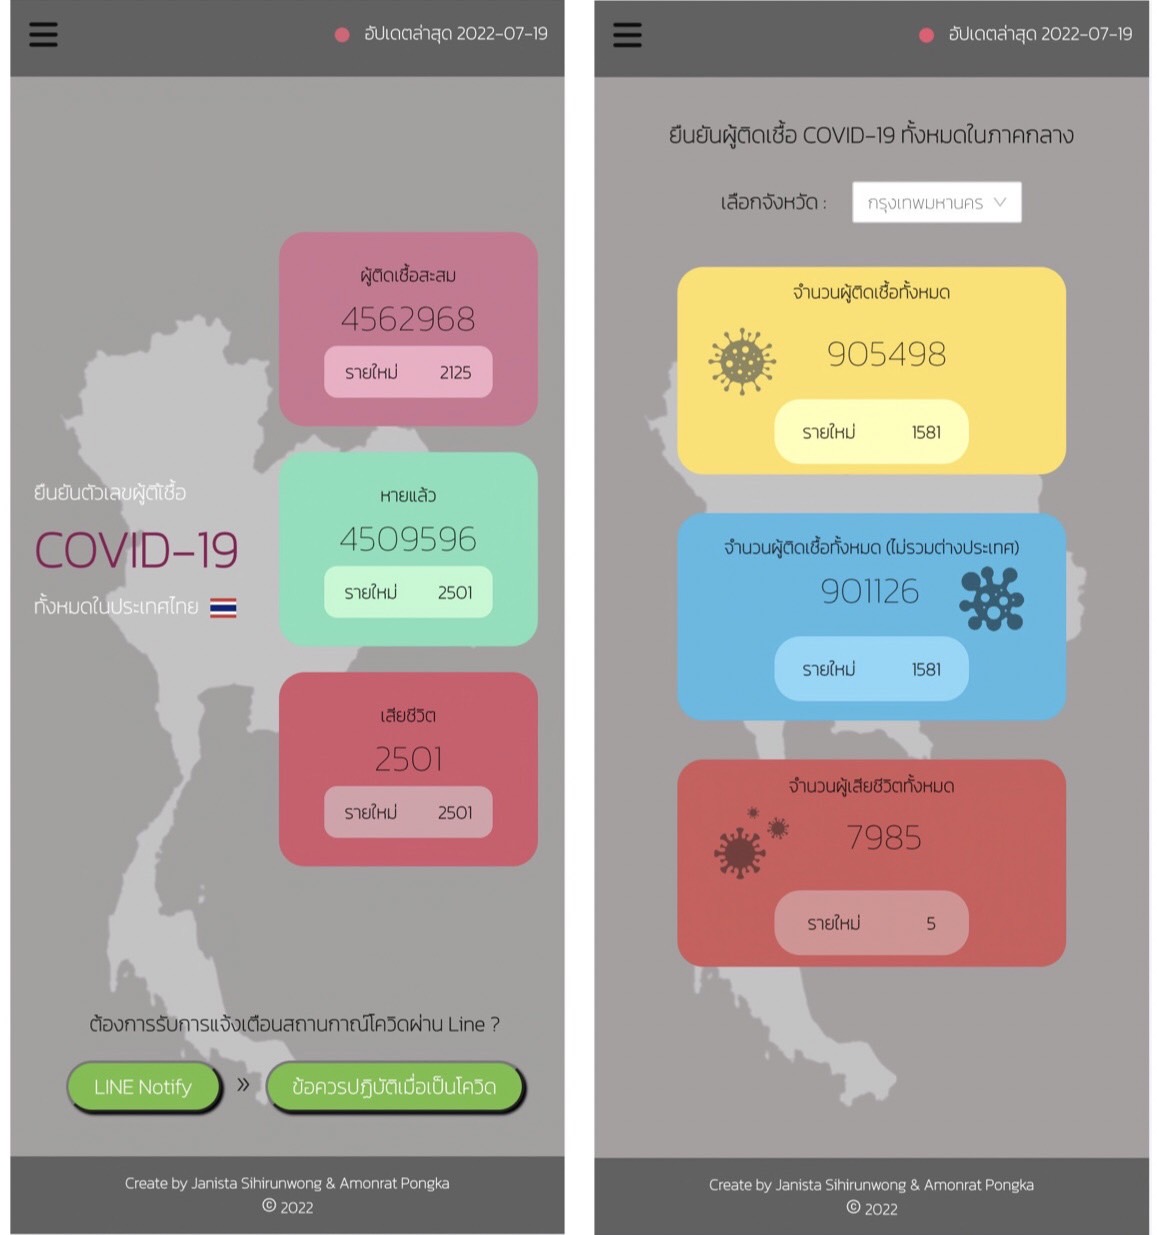 อัปเดตล่าสุด 2022-07-19
ผู้ติดเชื้อสะสม
4562968
รายใหม่ 2125
หายแล้ว
4509596
รายใหม่ 2501
ยืนยันตัวเลขผู้ติเชื้อ
COVID-19
ทั้งหมดในประเทศไทย
เสียชีวิต
2501
รายใหม่ 2501
ต้องการรับการแจ้งเตือนสถานกาณ์โควิดผ่าน Line ?
LINE Notify » ข้อควรปฏิบัติเมื่อเป็นโควิด
Create by Janista Sihirunwong & Amonrat Pongka
© 2022
อัปเดตล่าสุด 2022-07-19
ยืนยันผู้ติดเชื้อ COVID-19 ทั้งหมดในภาคกลาง
เลือกจังหวัด : กรุงเทพมหานคร
จำนวนผู้ติดเชื้อทั้งหมด
905498
รายใหม่ 1581
จำนวนผู้ติดเชื้อทั้งหมด (ไม่รวมต่างประเทศ)
901126
รายใหม่ 1581
จำนวนผู้เสียชีวิตทั้งหมด
7985
รายใหม่ 5
Create by Janista Sihirunwong & Amonrat Pongka
© 2022